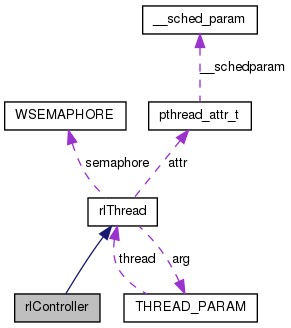 __sched_param
__schedparam
WSEMAPHORE
pthread_attr_t
semaphore
attr
rlThread
thread
arg
rlController
THREAD_PARAM